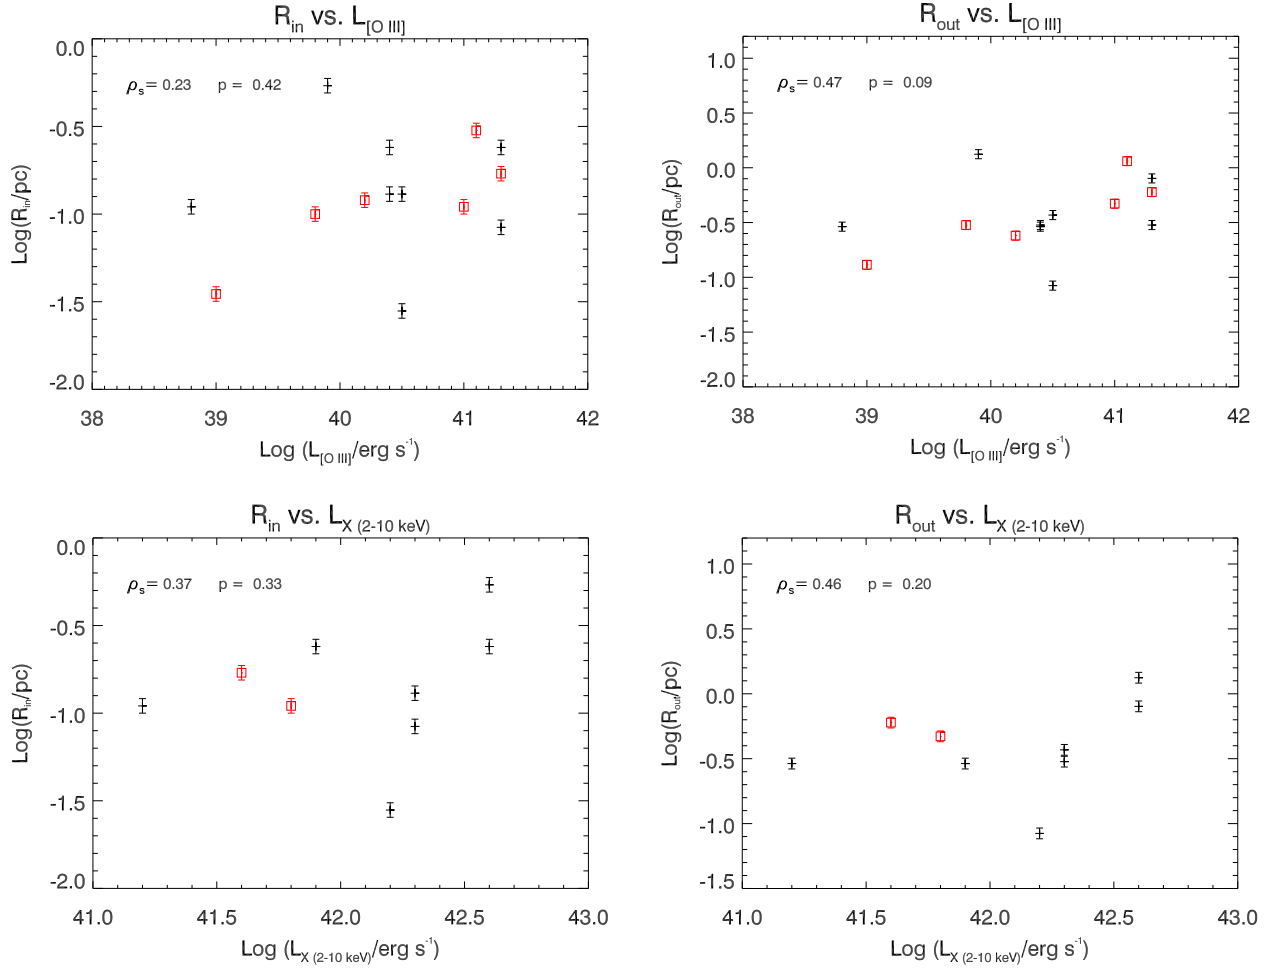 R_in vs. L_[O III]
ρ_s = 0.23 p = 0.42
0.0
-0.5
-1.0
-1.5
-2.0
Log(R_in/pc)
38 39 40 41 42
Log (L_[O III]/erg s^-1)
R_out vs. L_[O III]
ρ_s = 0.47 p = 0.09
1.0
0.5
0.0
-0.5
-1.0
-1.5
-2.0
Log(R_out/pc)
38 39 40 41 42
Log (L_[O III]/erg s^-1)
R_in vs. L_X (2-10 keV)
ρ_s = 0.37 p = 0.33
0.0
-0.5
-1.0
-1.5
-2.0
Log(R_in/pc)
41.0 41.5 42.0 42.5 43.0
Log (L_X (2-10 keV)/erg s^-1)
R_out vs. L_X (2-10 keV)
ρ_s = 0.46 p = 0.20
1.0
0.5
0.0
-0.5
-1.0
-1.5
Log(R_out/pc)
41.0 41.5 42.0 42.5 43.0
Log (L_X (2-10 keV)/erg s^-1)